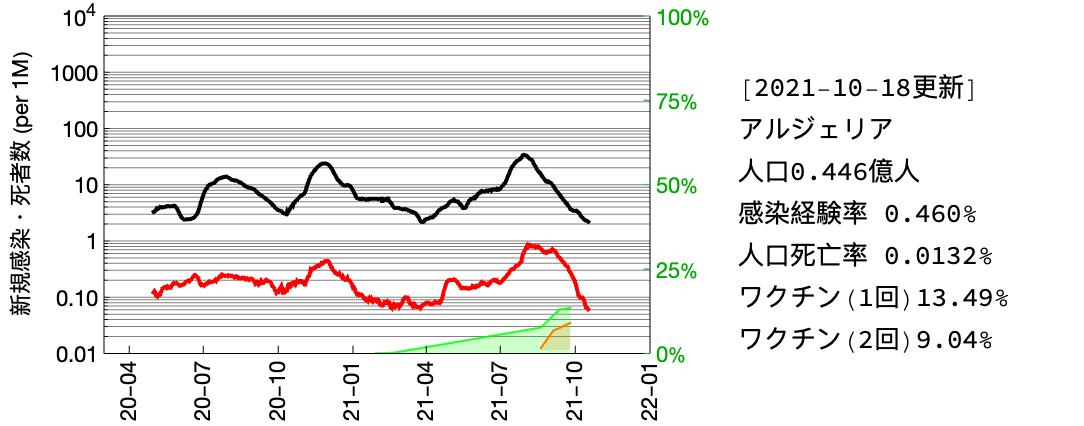 新規感染・死者数 (per 1M)
10^4
1000
100
10
1
0.10
0.01
100%
75%
50%
25%
0%
20-04
20-07
20-10
21-01
21-04
21-07
21-10
22-01
[2021-10-18更新]
アルジェリア
人口0.446億人
感染経験率 0.460%
人口死亡率 0.0132%
ワクチン(1回)13.49%
ワクチン(2回)9.04%